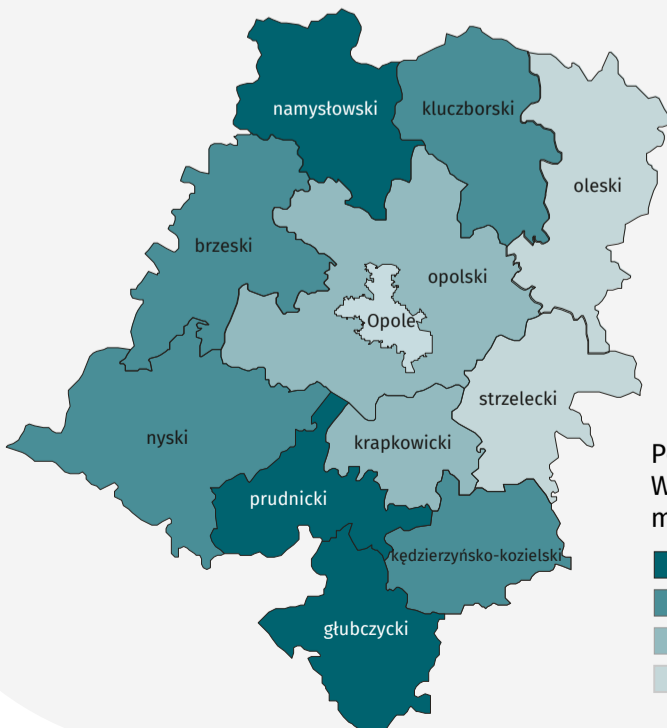 namysłowski
kluczborski
oleski
brzeski
opolski
Opole
strzelecki
nyski
krapkowicki
prudnicki
kędzierzyńsko-kozielski
głubczycki
P
W
m